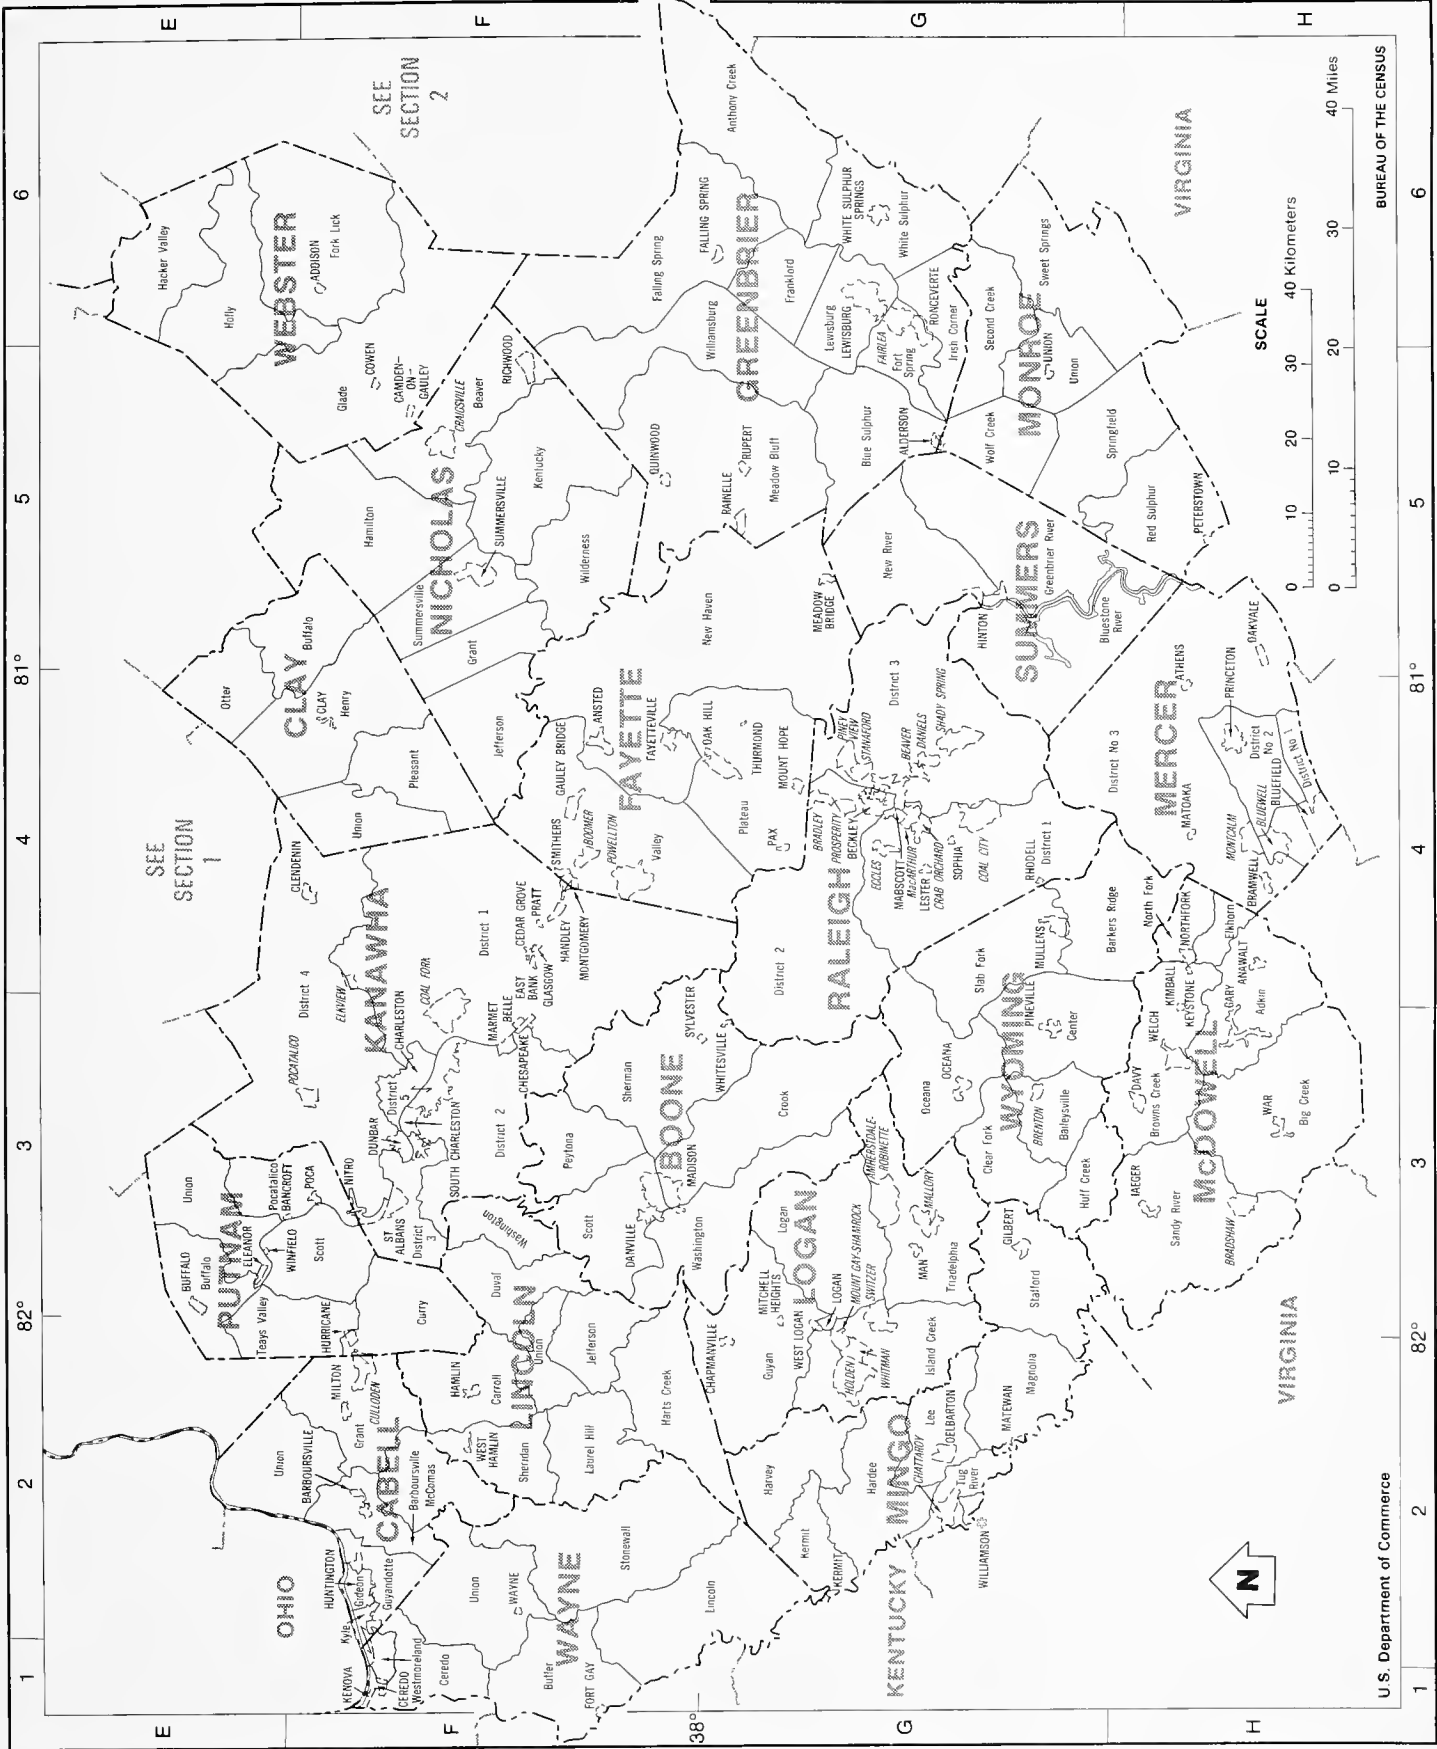 1
2
82°
3
4
81°
5
6
E
F
G
H
38°
OHIO
KENTUCKY
VIRGINIA
VIRGINIA
SEE
SECTION
1
SEE
SECTION
2
CABELL
HUNTINGTON
Kyle
Gideon
Guyandotte
Westmoreland
BARBOURSVILLE
Union
Grant
MILTON
CULLODEN
Barboursville
McComas
WAYNE
KENOVA
CEREDO
Ceredo
Union
WAYNE
Butler
FORT GAY
Stonewall
Lincoln
PUTNAM
BUFFALO
Buffalo
ELEANOR
WINFIELD
Scott
Union
Pocatalico
BANCROFT
POCA
NITRO
Teays Valley
HURRICANE
Curry
LINCOLN
HAMLIN
Carroll
WEST
HAMLIN
Sheridan
Laurel Hill
Harts Creek
Jefferson
Union
Duval
Washington
KANAWHA
POCATALICO
District 4
ELKVIEW
CLENDENIN
CHARLESTON
DUNBAR
District
5
SOUTH CHARLESTON
ST
ALBANS
District
3
District 2
District 1
COAL FORK
MARMET
BELLE
CHESAPEAKE
EAST
BANK
GLASGOW
CEDAR GROVE
PRATT
HANDLEY
MONTGOMERY
CLAY
Otter
Buffalo
CLAY
Henry
Pleasant
Union
WEBSTER
Hacker Valley
Holly
ADDISON
Fork Lick
Glade
COWEN
CAMDEN-
ON-
GAULEY
NICHOLAS
Hamilton
CRAIGSVILLE
Beaver
RICHWOOD
Kentucky
SUMMERSVILLE
Summersville
Wilderness
Grant
Jefferson
FAYETTE
SMITHERS
BOOMER
GAULEY BRIDGE
ANSTED
FAYETTEVILLE
OAK HILL
POWELLTON
Valley
Plateau
THURMOND
MOUNT HOPE
PAX
New Haven
MEADOW
BRIDGE
GREENBRIER
Anthony Creek
FALLING SPRING
Falling Spring
Williamsburg
Frankford
WHITE SULPHUR
SPRINGS
White Sulphur
QUINWOOD
RUPERT
RAINELLE
Meadow Bluff
Blue Sulphur
Lewisburg
LEWISBURG
FAIRLEA
Fort
Spring
RONCEVERTE
Irish Corner
ALDERSON
MONROE
Second Creek
Sweet Springs
UNION
Union
Wolf Creek
Springfield
Red Sulphur
PETERSTOWN
SUMMERS
New River
HINTON
Greenbrier River
Bluestone
River
BOONE
Peytona
Sherman
SYLVESTER
WHITESVILLE
Crook
Scott
DANVILLE
MADISON
Washington
RALEIGH
District 2
District 3
District 1
BRADLEY
PROSPERITY
BECKLEY
ECCLES
MABSCOTT
MacARTHUR
LESTER
CRAB ORCHARD
SOPHIA
COAL CITY
RHODELL
PINEY
VIEW
STANAFORD
BEAVER
DANIELS
SHADY SPRING
LOGAN
CHAPMANVILLE
Guyan
MITCHELL
HEIGHTS
Logan
WEST LOGAN
LOGAN
MOUNT GAY-SHAMROCK
SWITZER
HOLDEN
WHITMAN
AMHERSTDALE-
ROBINETTE
MAN
MALLORY
Triadelphia
Island Creek
MINGO
Harvey
Kermit
KERMIT
Hardee
CHATTAROY
DELBARTON
Lee
Tug
River
WILLIAMSON
MATEWAN
Magnolia
Stafford
GILBERT
WYOMING
Oceana
OCEANA
Clear Fork
Slab Fork
PINEVILLE
Center
MULLENS
Barkers Ridge
BRENTON
Baileysville
Huff Creek
McDOWELL
IAEGER
Sandy River
BRADSHAW
DAVY
Browns Creek
WELCH
KIMBALL
KEYSTONE
North Fork
NORTHFORK
Elkhorn
GARY
ANAWALT
Adkin
WAR
Big Creek
MERCER
District No 3
MATOAKA
ATHENS
PRINCETON
OAKVALE
District
No 2
District No 1
MONTCALM
BLUEWELL
BRAMWELL
BLUEFIELD
N
SCALE
0 10 20 30 40 Kilometers
0 10 20 30 40 Miles
U.S. Department of Commerce
BUREAU OF THE CENSUS
1
2
82°
3
4
81°
5
6
E
F
G
H